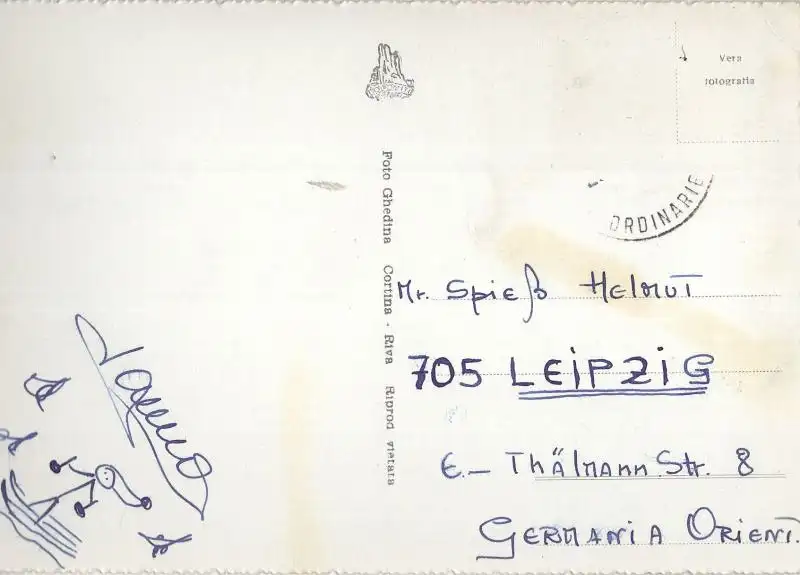 Vera
fotografia
ORDINARIE
Foto Ghedina Cortina - Riva Riprod vietata
Mr. Spieß Helmut
705 LEIPZIG
E.- Thälmann Str. 8
GERMANIA ORIENT.